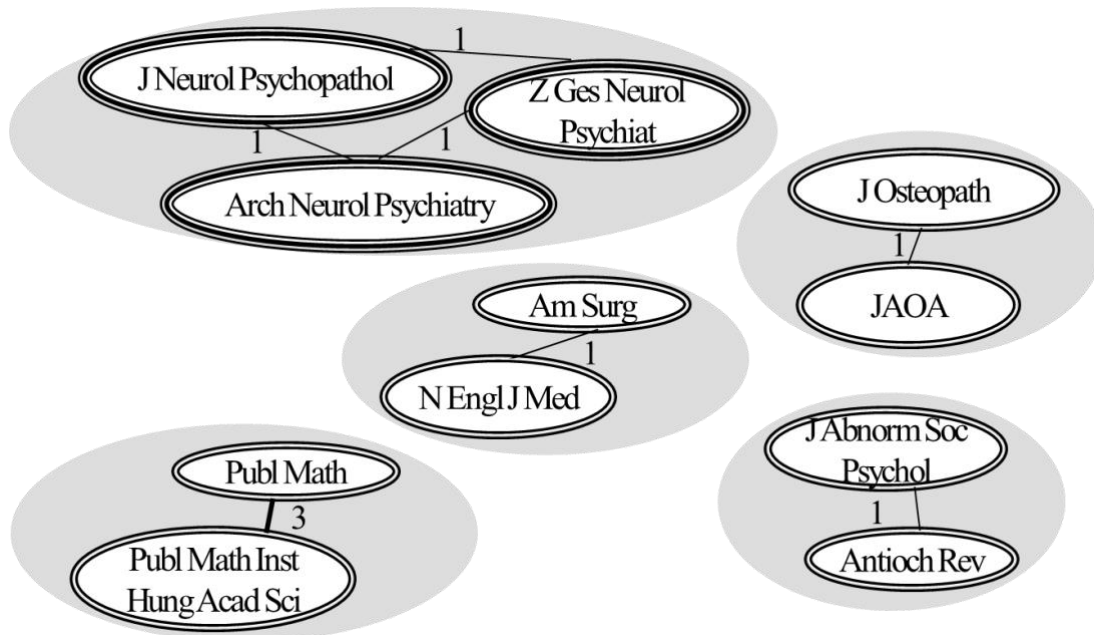 1
J Neurol Psychopathol
Z Ges Neurol
Psychiat
1
1
Arch Neurol Psychiatry
J Osteopath
1
JAOA
Am Surg
1
N Engl J Med
J Abnorm Soc
Psychol
1
Antioch Rev
Publ Math
3
Publ Math Inst
Hung Acad Sci